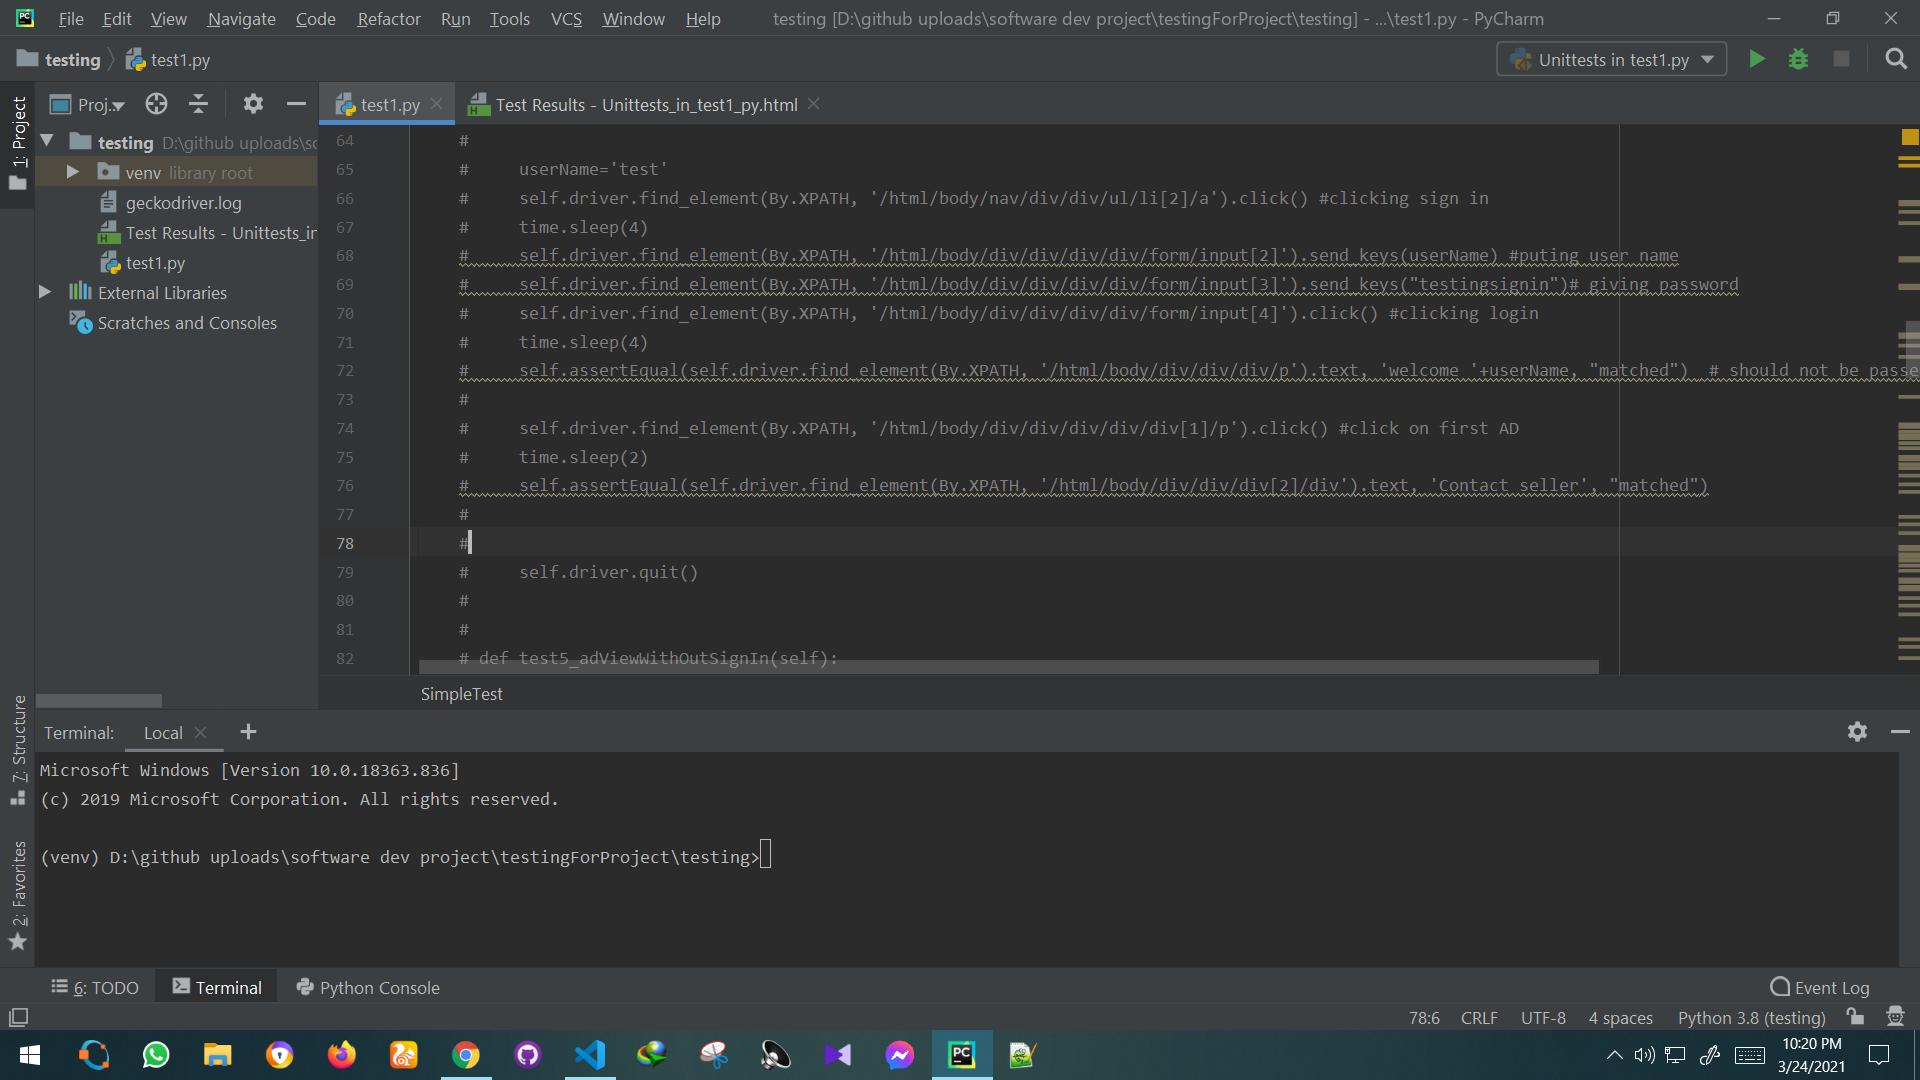 File Edit View Navigate Code Refactor Run Tools VCS Window Help testing [D:\github uploads\software dev project\testingForProject\testing] - ...\test1.py - PyCharm
testing test1.py Unittests in test1.py
1: Project
Proj..
test1.py Test Results - Unittests_in_test1_py.html
testing D:\github uploads\so
venv library root
geckodriver.log
Test Results - Unittests_in
test1.py
External Libraries
Scratches and Consoles
64 #
65 # userName='test'
66 # self.driver.find_element(By.XPATH, '/html/body/nav/div/div/ul/li[2]/a').click() #clicking sign in
67 # time.sleep(4)
68 # self.driver.find_element(By.XPATH, '/html/body/div/div/div/div/form/input[2]').send_keys(userName) #puting user name
69 # self.driver.find_element(By.XPATH, '/html/body/div/div/div/div/form/input[3]').send_keys("testingsignin")# giving password
70 # self.driver.find_element(By.XPATH, '/html/body/div/div/div/div/form/input[4]').click() #clicking login
71 # time.sleep(4)
72 # self.assertEqual(self.driver.find_element(By.XPATH, '/html/body/div/div/div/p').text, 'welcome '+userName, "matched") # should not be passe
73 #
74 # self.driver.find_element(By.XPATH, '/html/body/div/div/div/div/div[1]/p').click() #click on first AD
75 # time.sleep(2)
76 # self.assertEqual(self.driver.find_element(By.XPATH, '/html/body/div/div/div[2]/div').text, 'Contact seller', "matched")
77 #
78 #
79 # self.driver.quit()
80 #
81 #
82 # def test5_adViewWithOutSignIn(self):
SimpleTest
7: Structure
2: Favorites
Terminal: Local
Microsoft Windows [Version 10.0.18363.836]
(c) 2019 Microsoft Corporation. All rights reserved.
(venv) D:\github uploads\software dev project\testingForProject\testing>
6: TODO Terminal Python Console Event Log
78:6 CRLF UTF-8 4 spaces Python 3.8 (testing)
10:20 PM
3/24/2021